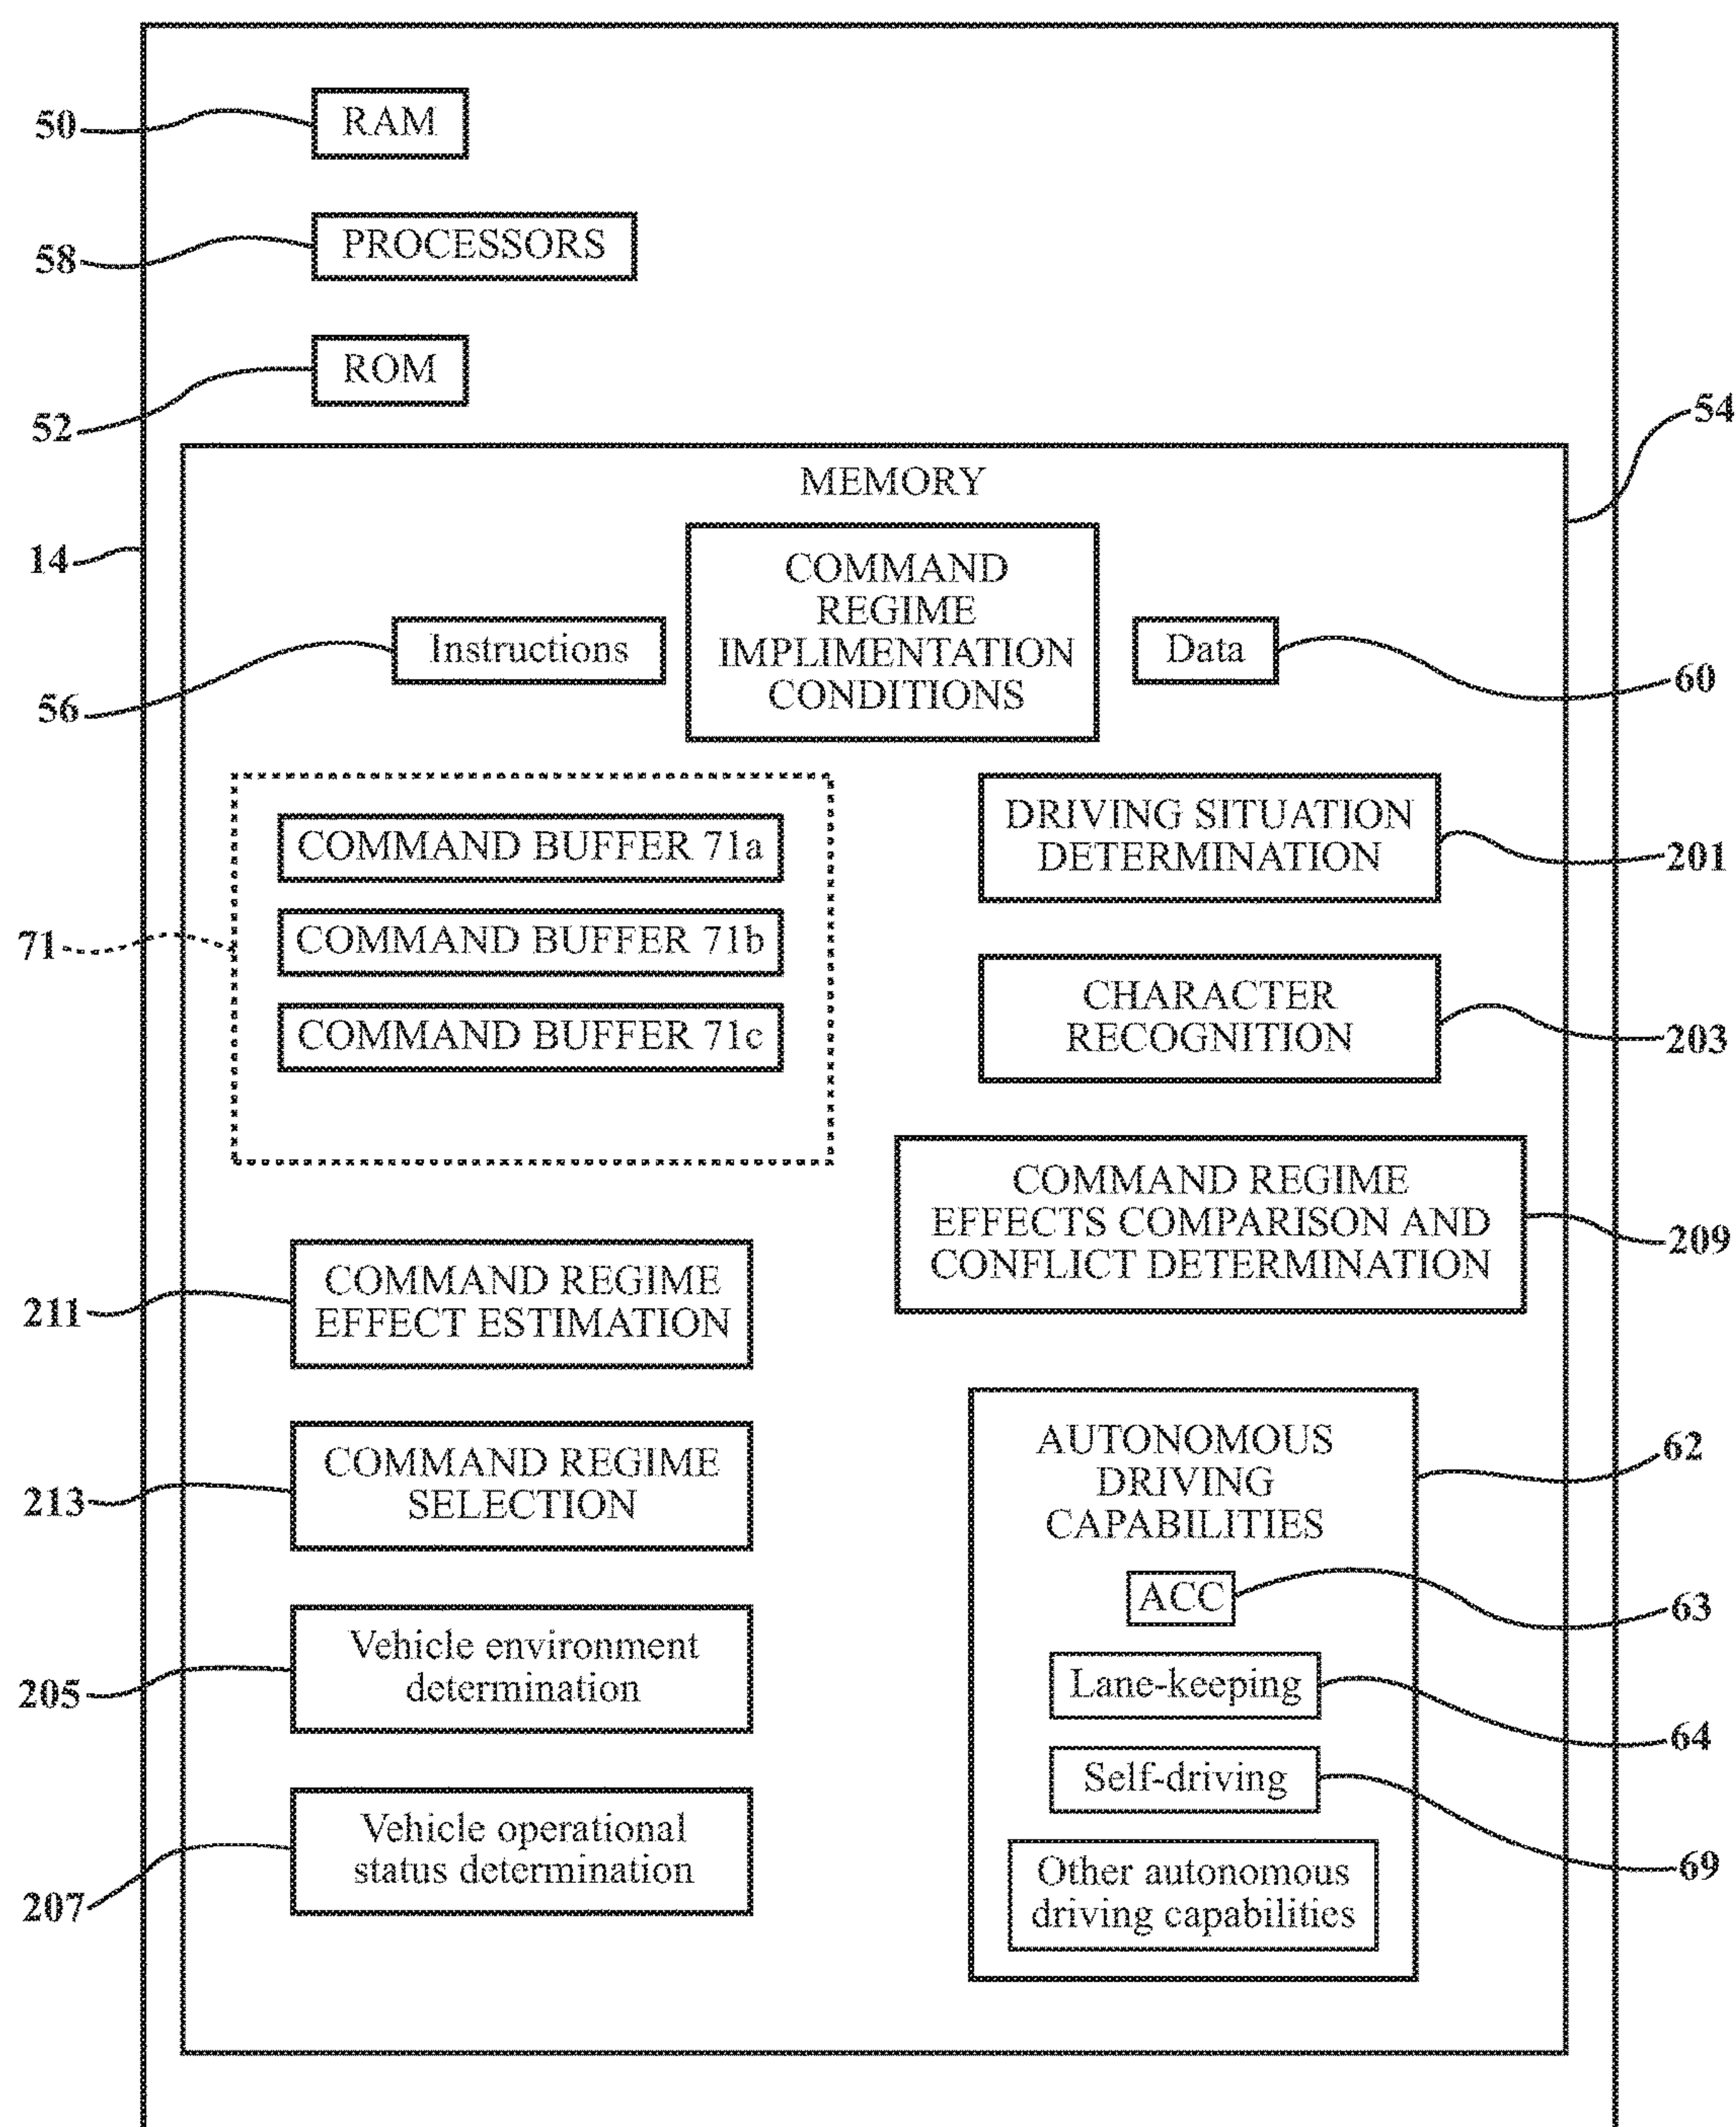 50
RAM
58
PROCESSORS
52
ROM
54
14
MEMORY
COMMAND
REGIME
IMPLIMENTATION
CONDITIONS
56
Instructions
Data
60
71
COMMAND BUFFER 71a
COMMAND BUFFER 71b
COMMAND BUFFER 71c
DRIVING SITUATION
DETERMINATION
201
CHARACTER
RECOGNITION
203
COMMAND REGIME
EFFECTS COMPARISON AND
CONFLICT DETERMINATION
209
211
COMMAND REGIME
EFFECT ESTIMATION
213
COMMAND REGIME
SELECTION
205
Vehicle environment
determination
207
Vehicle operational
status determination
AUTONOMOUS
DRIVING
CAPABILITIES
62
ACC
63
Lane-keeping
64
Self-driving
69
Other autonomous
driving capabilities